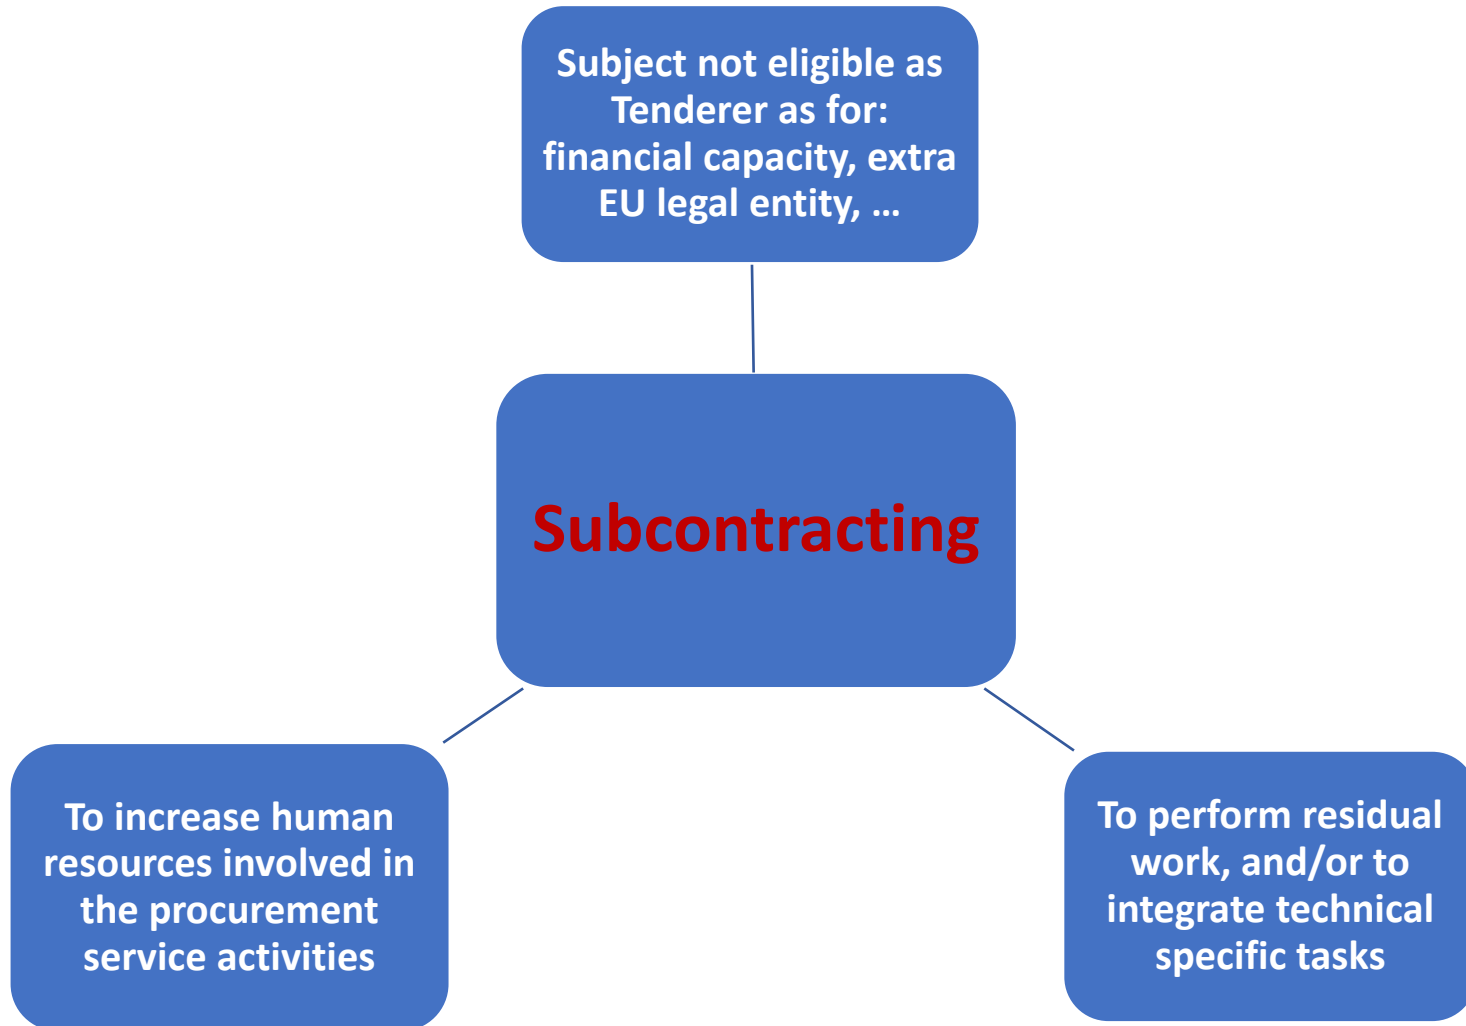 Subject not eligible as
Tenderer as for:
financial capacity, extra
EU legal entity, ...
Subcontracting
To increase human
resources involved in
the procurement
service activities
To perform residual
work, and/or to
integrate technical
specific tasks